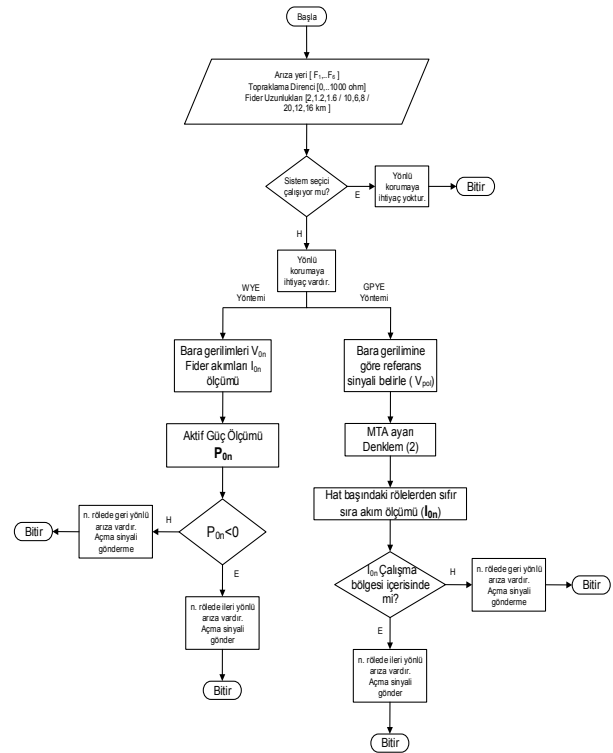 Başla
Arıza yeri [ F1,..F8 ]
Topraklama Direnci [0,..1000 ohm]
Fider Uzunlukları [2,1.2,1.6 / 10,6,8 /
20,12,16 km ]
Sistem seçici
çalışıyor mu?
E
Yönlü
korumaya
ihtiyaç yoktur.
Bitir
H
Yönlü
korumaya
ihtiyaç vardır.
WYE
Yöntemi
GPYE
Yöntemi
Bara gerilimleri V0n
Fider akımları I0n
ölçümü
Aktif Güç Ölçümü
P0n
P0n<0
H
n. rölede geri yönlü
arıza vardır.
Açma sinyali
gönderme
Bitir
E
n. rölede ileri yönlü
arıza vardır.
Açma sinyali
gönder
Bitir
Bara gerilimine
göre referans
sinyali belirle ( Vpol)
MTA ayarı
Denklem (2)
Hat başındaki rölelerden sıfır
sıra akım ölçümü (I0n)
I0n Çalışma
bölgesi içerisinde
mi?
H
n. rölede geri yönlü
arıza vardır.
Açma sinyali
gönderme
Bitir
E
n. rölede ileri yönlü
arıza vardır.
Açma sinyali
gönder
Bitir